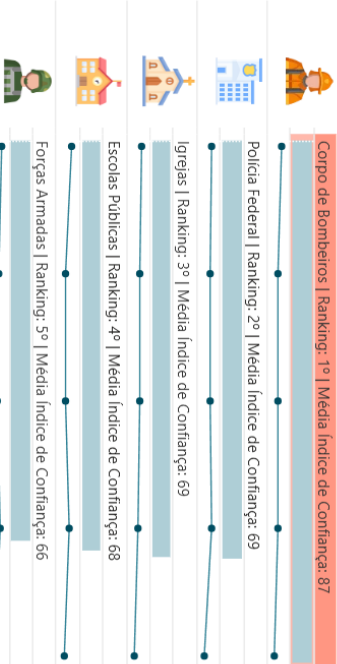 Corpo de Bombeiros | Ranking: 1º | Média Índice de Confiança: 87
Polícia Federal | Ranking: 2º | Média Índice de Confiança: 69
Igrejas | Ranking: 3º | Média Índice de Confiança: 69
Escolas Públicas | Ranking: 4º | Média Índice de Confiança: 68
Forças Armadas | Ranking: 5º | Média Índice de Confiança: 66